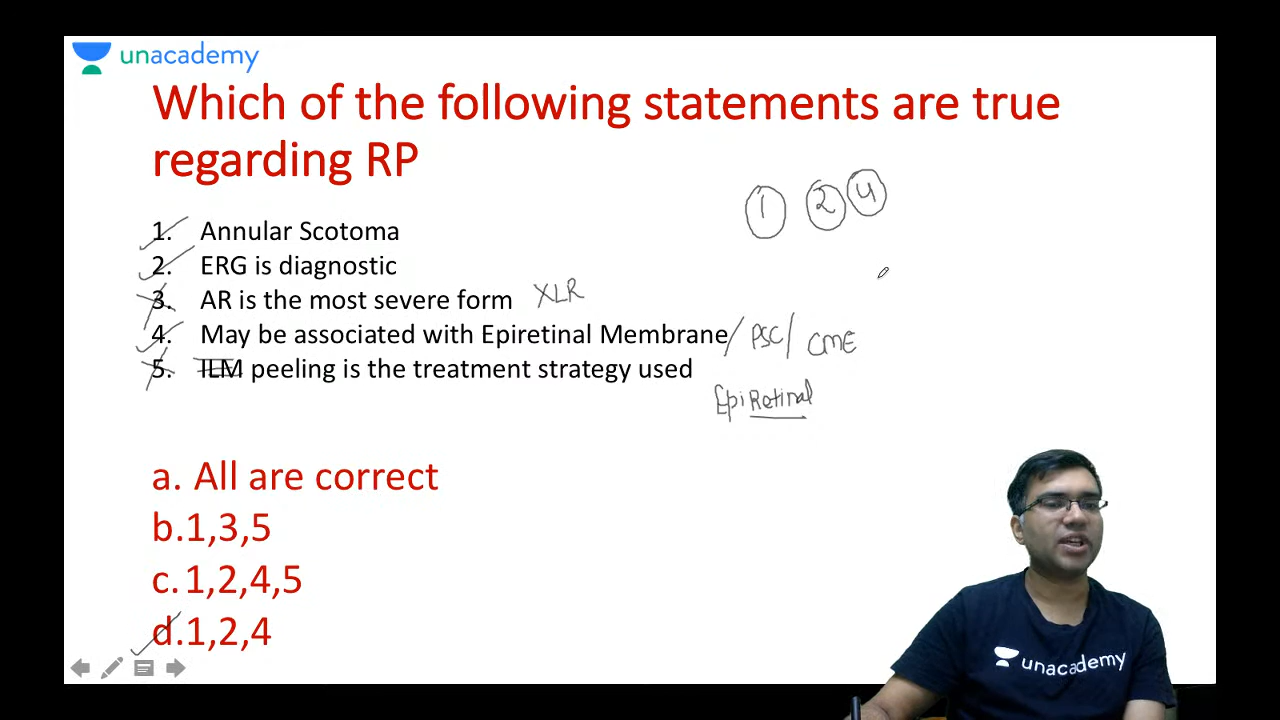 unacademy
Which of the following statements are true
regarding RP
1 2 4
1. Annular Scotoma
2. ERG is diagnostic
3. AR is the most severe form XLR
4. May be associated with Epiretinal Membrane / PSC / CME
5. ILM peeling is the treatment strategy used
EpiRetinal
a. All are correct
b.1,3,5
c. 1,2,4,5
d.1,2,4
unacademy